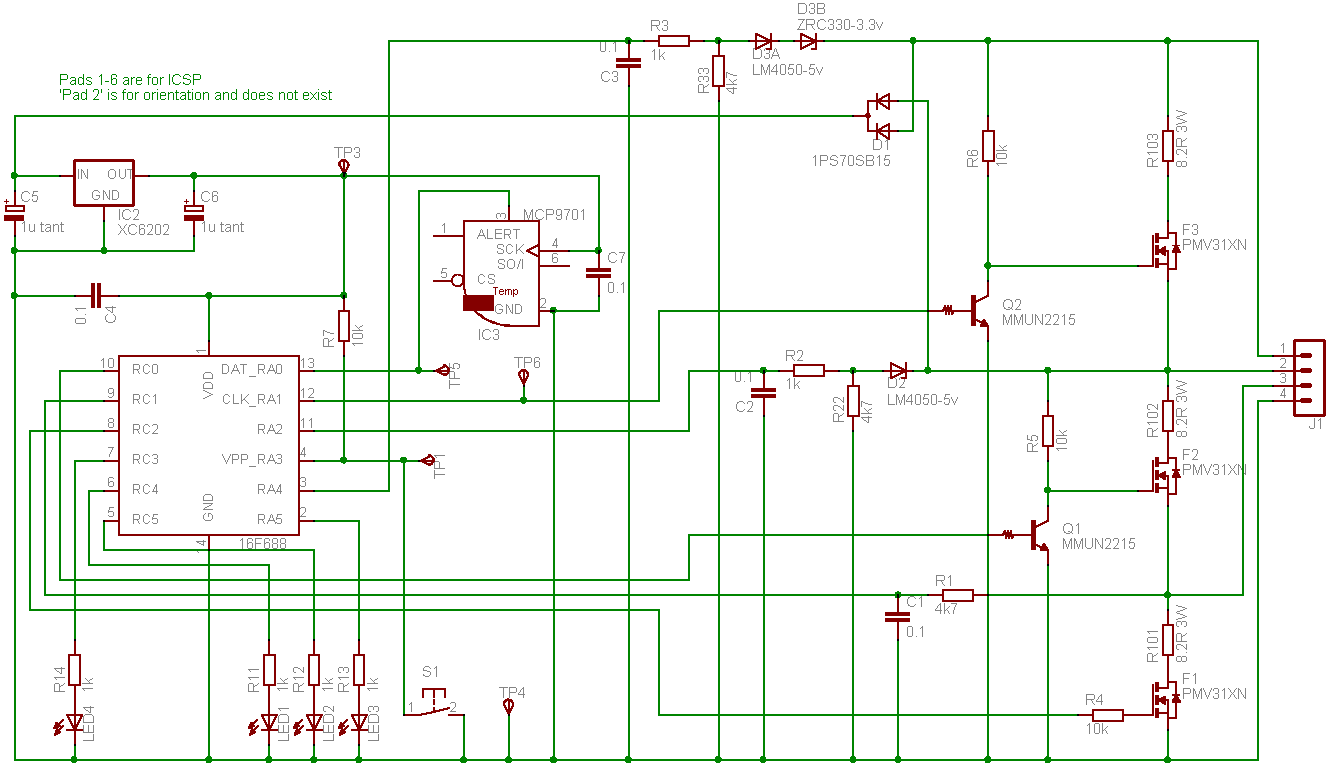 D3B
ZRC330-3.3v
R3
1k
0.1
C3
D3A
LM4050-5v
R33
4k7
Pads 1-6 are for ICSP
'Pad 2' is for orientation and does not exist
D1
1PS70SB15
R6
10k
R103
8.2R 3W
TP3
IN OUT
GND
IC2
XC6202
C5
+
1u tant
C6
+
1u tant
MCP9701
3
1
ALERT
SCK
4
SO/I
6
5
CS
Temp
GND
2
IC3
C7
0.1
F3
PMV31XN
0.1
C4
R7
10k
Q2
MMUN2215
1
VDD
10 RC0
9 RC1
8 RC2
7 RC3
6 RC4
5 RC5
DAT_RA0 13
CLK_RA1 12
RA2 11
VPP_RA3 4
RA4 3
RA5 2
GND
14
16F688
TP5
TP6
TP1
0.1
C2
R2
1k
R22
4k7
D2
LM4050-5v
R5
10k
R102
8.2R 3W
F2
PMV31XN
1
2
3
4
J1
Q1
MMUN2215
R1
4k7
C1
0.1
R101
8.2R 3W
F1
PMV31XN
R4
10k
R14
1k
LED4
R11
1k
LED1
R12
1k
LED2
R13
1k
LED3
S1
1 2
TP4